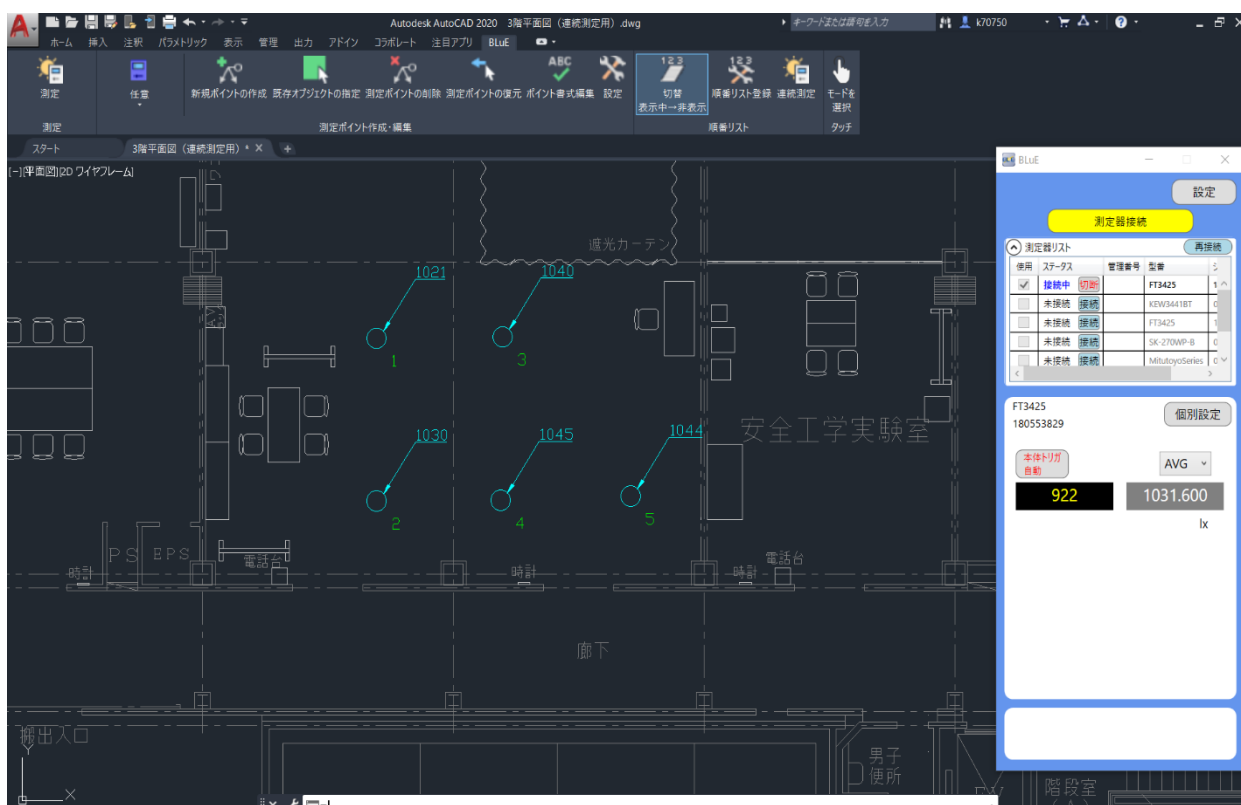 Autodesk AutoCAD 2020 3階平面図（連続測定用）.dwg
キーワードまたは語句を入力
k70750
ホーム 挿入 注釈 パラメトリック 表示 管理 出力 アドイン コラボレート 注目アプリ BLuE
測定
任意
新規ポイントの作成 既存オブジェクトの指定 測定ポイントの削除 測定ポイントの復元 ポイント書式編集 設定
切替
表示中→非表示
順番リスト登録 連続測定
モードを
選択
測定 測定ポイント作成・編集 順番リスト タッチ
スタート
3階平面図（連続測定用）*
[-][平面図][2D ワイヤフレーム]
遮光カーテン
1021
1040
1
3
1030
1045
1044
2
4
5
安全工学実験室
PS
EPS
時計
電話台
時計
時計
電話台
廊下
搬出入口
男子
便所
階段室
X
Y
BLuE
設定
測定器接続
測定器リスト 再接続
使用 ステータス 管理番号 型番
接続中 切断 FT3425
未接続 接続 KEW3441BT
未接続 接続 FT3425
未接続 接続 SK-270WP-B
未接続 接続 MitutoyoSeries
FT3425
180553829
個別設定
本体トリガ
自動
AVG
922
1031.600
lx